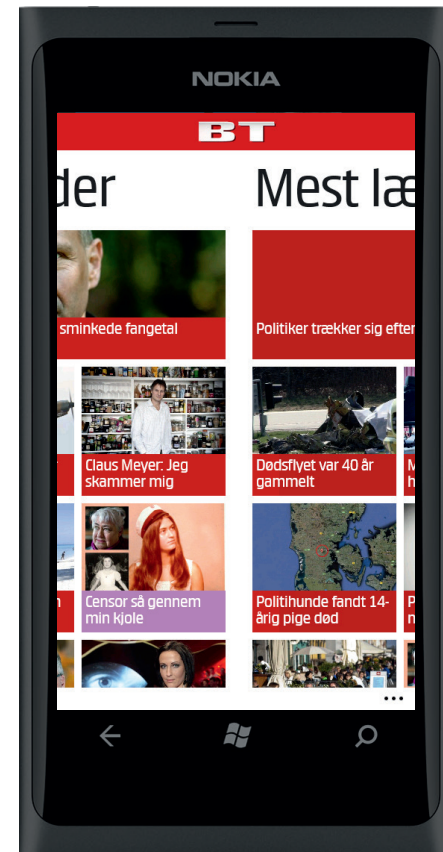 NOKIA
BT
der
Mest læ
sminkede fangetal
Politiker trækker sig efter
Claus Meyer: Jeg
skammer mig
Dødsflyet var 40 år
gammelt
Censor så gennem
min kjole
Politihunde fandt 14-
årig pige død